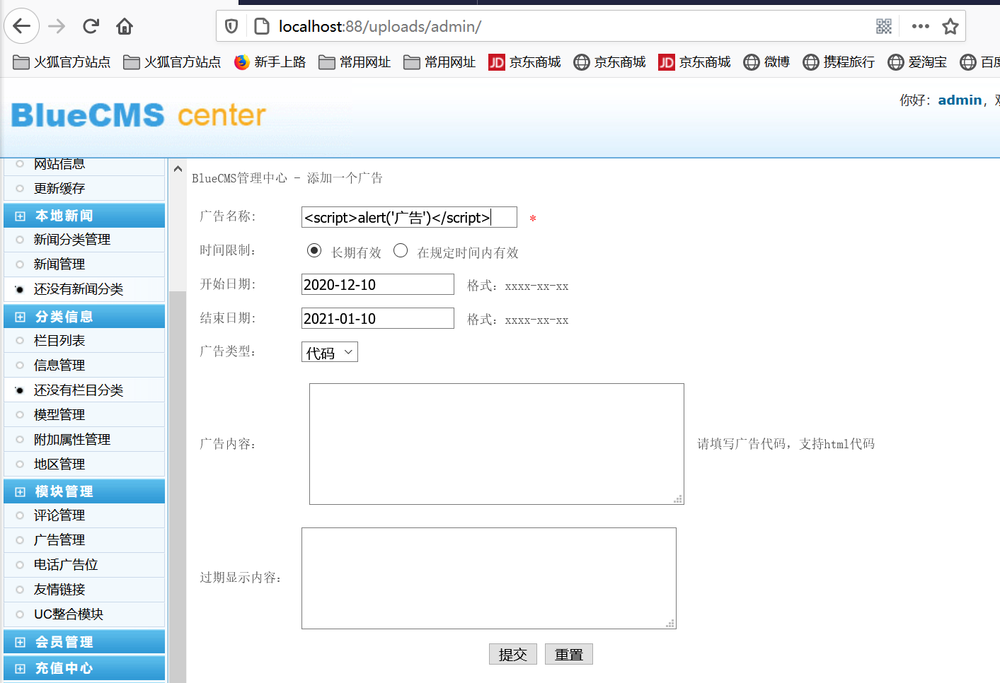 localhost:88/uploads/admin/
火狐官方站点 火狐官方站点 新手上路 常用网址 常用网址 JD 京东商城 京东商城 JD 京东商城 微博 携程旅行 爱淘宝 百度
BlueCMS center
你好：admin，
网站信息
更新缓存
本地新闻
新闻分类管理
新闻管理
还没有新闻分类
分类信息
栏目列表
信息管理
还没有栏目分类
模型管理
附加属性管理
地区管理
模块管理
评论管理
广告管理
电话广告位
友情链接
UC整合模块
会员管理
充值中心
BlueCMS管理中心 - 添加一个广告
广告名称: <script>alert('广告')</script> *
时间限制: 长期有效 在规定时间内有效
开始日期: 2020-12-10 格式: xxxx-xx-xx
结束日期: 2021-01-10 格式: xxxx-xx-xx
广告类型: 代码
广告内容: 请填写广告代码，支持html代码
过期显示内容:
提交 重置